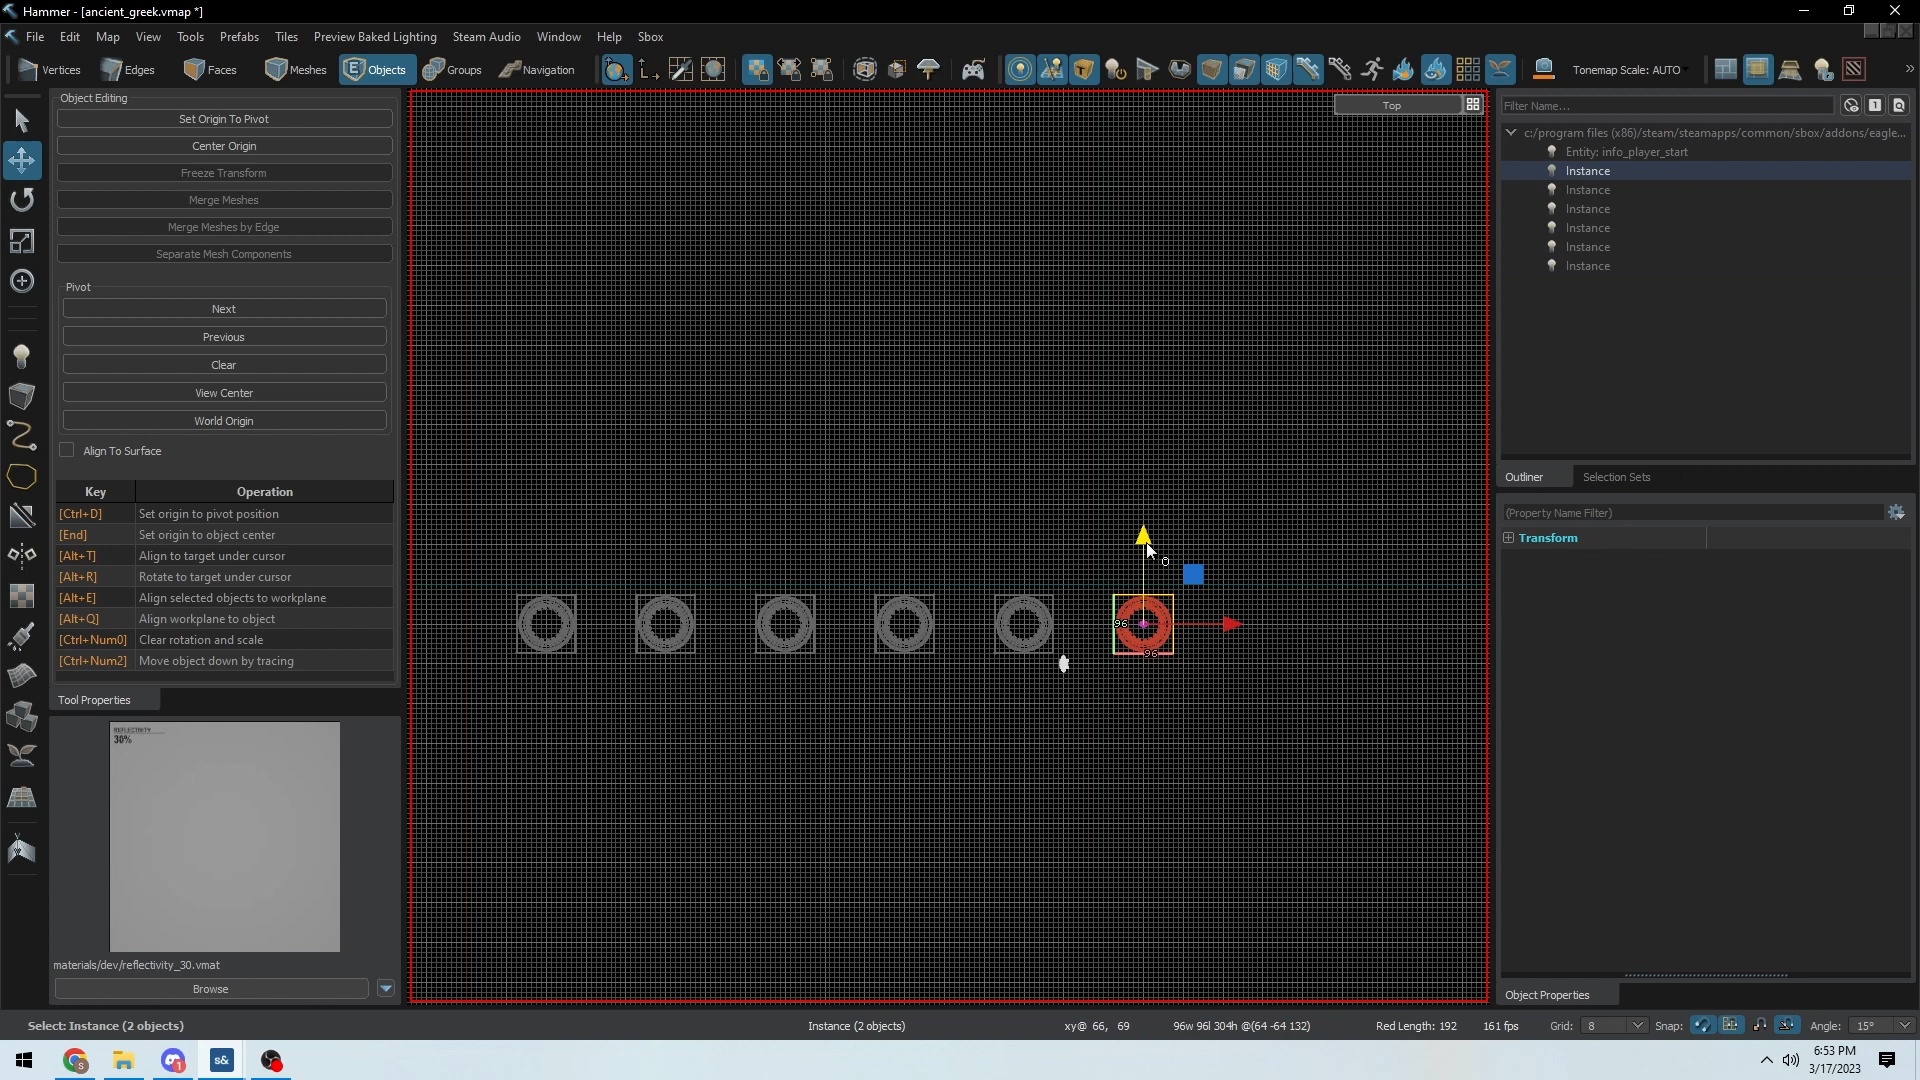 Hammer - [ancient_greek.vmap *]
File Edit Map View Tools Prefabs Tiles Preview Baked Lighting Steam Audio Window Help Sbox
Vertices Edges Faces Meshes Objects Groups Navigation Tonemap Scale: AUTO »
Object Editing
Set Origin To Pivot
Center Origin
Freeze Transform
Merge Meshes
Merge Meshes by Edge
Separate Mesh Components
Pivot
Next
Previous
Clear
View Center
World Origin
Align To Surface
Key Operation
[Ctrl+D] Set origin to pivot position
[End] Set origin to object center
[Alt+T] Align to target under cursor
[Alt+R] Rotate to target under cursor
[Alt+E] Align selected objects to workplane
[Alt+Q] Align workplane to object
[Ctrl+Num0] Clear rotation and scale
[Ctrl+Num2] Move object down by tracing
Tool Properties
REFLECTIVITY
30%
materials/dev/reflectivity_30.vmat
Browse
Top
0
96
96
Filter Name...
c:/program files (x86)/steam/steamapps/common/sbox/addons/eagle...
Entity: info_player_start
Instance
Instance
Instance
Instance
Instance
Instance
Outliner Selection Sets
(Property Name Filter)
Transform
Object Properties
Select: Instance (2 objects) Instance (2 objects) xy@ 66, 69 96w 96l 304h @(64 -64 132) Red Length: 192 161 fps Grid: 8 Snap: Angle: 15°
s&
1
6:53 PM
3/17/2023